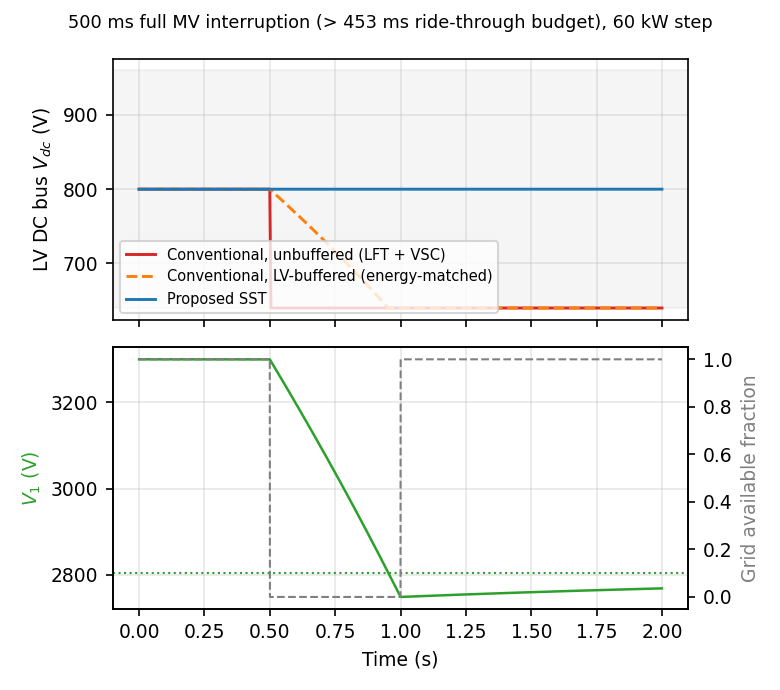 500 ms full MV interruption (> 453 ms ride-through budget), 60 kW step
LV DC bus V_dc (V)
900
800
700
Conventional, unbuffered (LFT + VSC)
Conventional, LV-buffered (energy-matched)
Proposed SST
V_1 (V)
3200
3000
2800
1.0
0.8
0.6
0.4
0.2
0.0
Grid available fraction
0.00 0.25 0.50 0.75 1.00 1.25 1.50 1.75 2.00
Time (s)